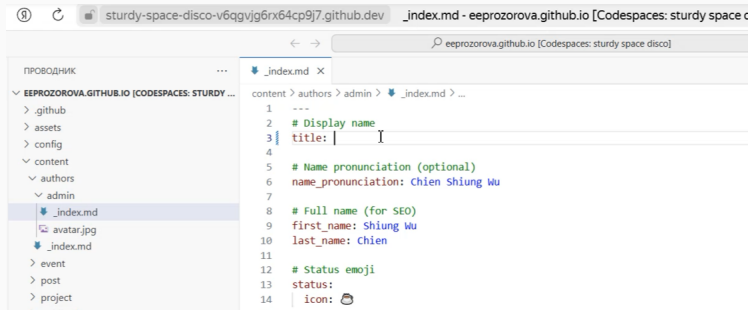 sturdy-space-disco-v6qgvjg6rx64cp9j7.github.dev _index.md - eeprozorova.github.io [Codespaces: sturdy space d
eeprozorova.github.io [Codespaces: sturdy space disco]
ПРОВОДНИК ...
EEPROZOROVA.GITHUB.IO [CODESPACES: STURDY ...
.github
assets
config
content
authors
admin
_index.md
avatar.jpg
_index.md
event
post
project
_index.md
content > authors > admin > _index.md > ...
1 ---
2 # Display name
3 title:
4
5 # Name pronunciation (optional)
6 name_pronunciation: Chien Shiung Wu
7
8 # Full name (for SEO)
9 first_name: Shiung Wu
10 last_name: Chien
11
12 # Status emoji
13 status:
14 icon: ☕